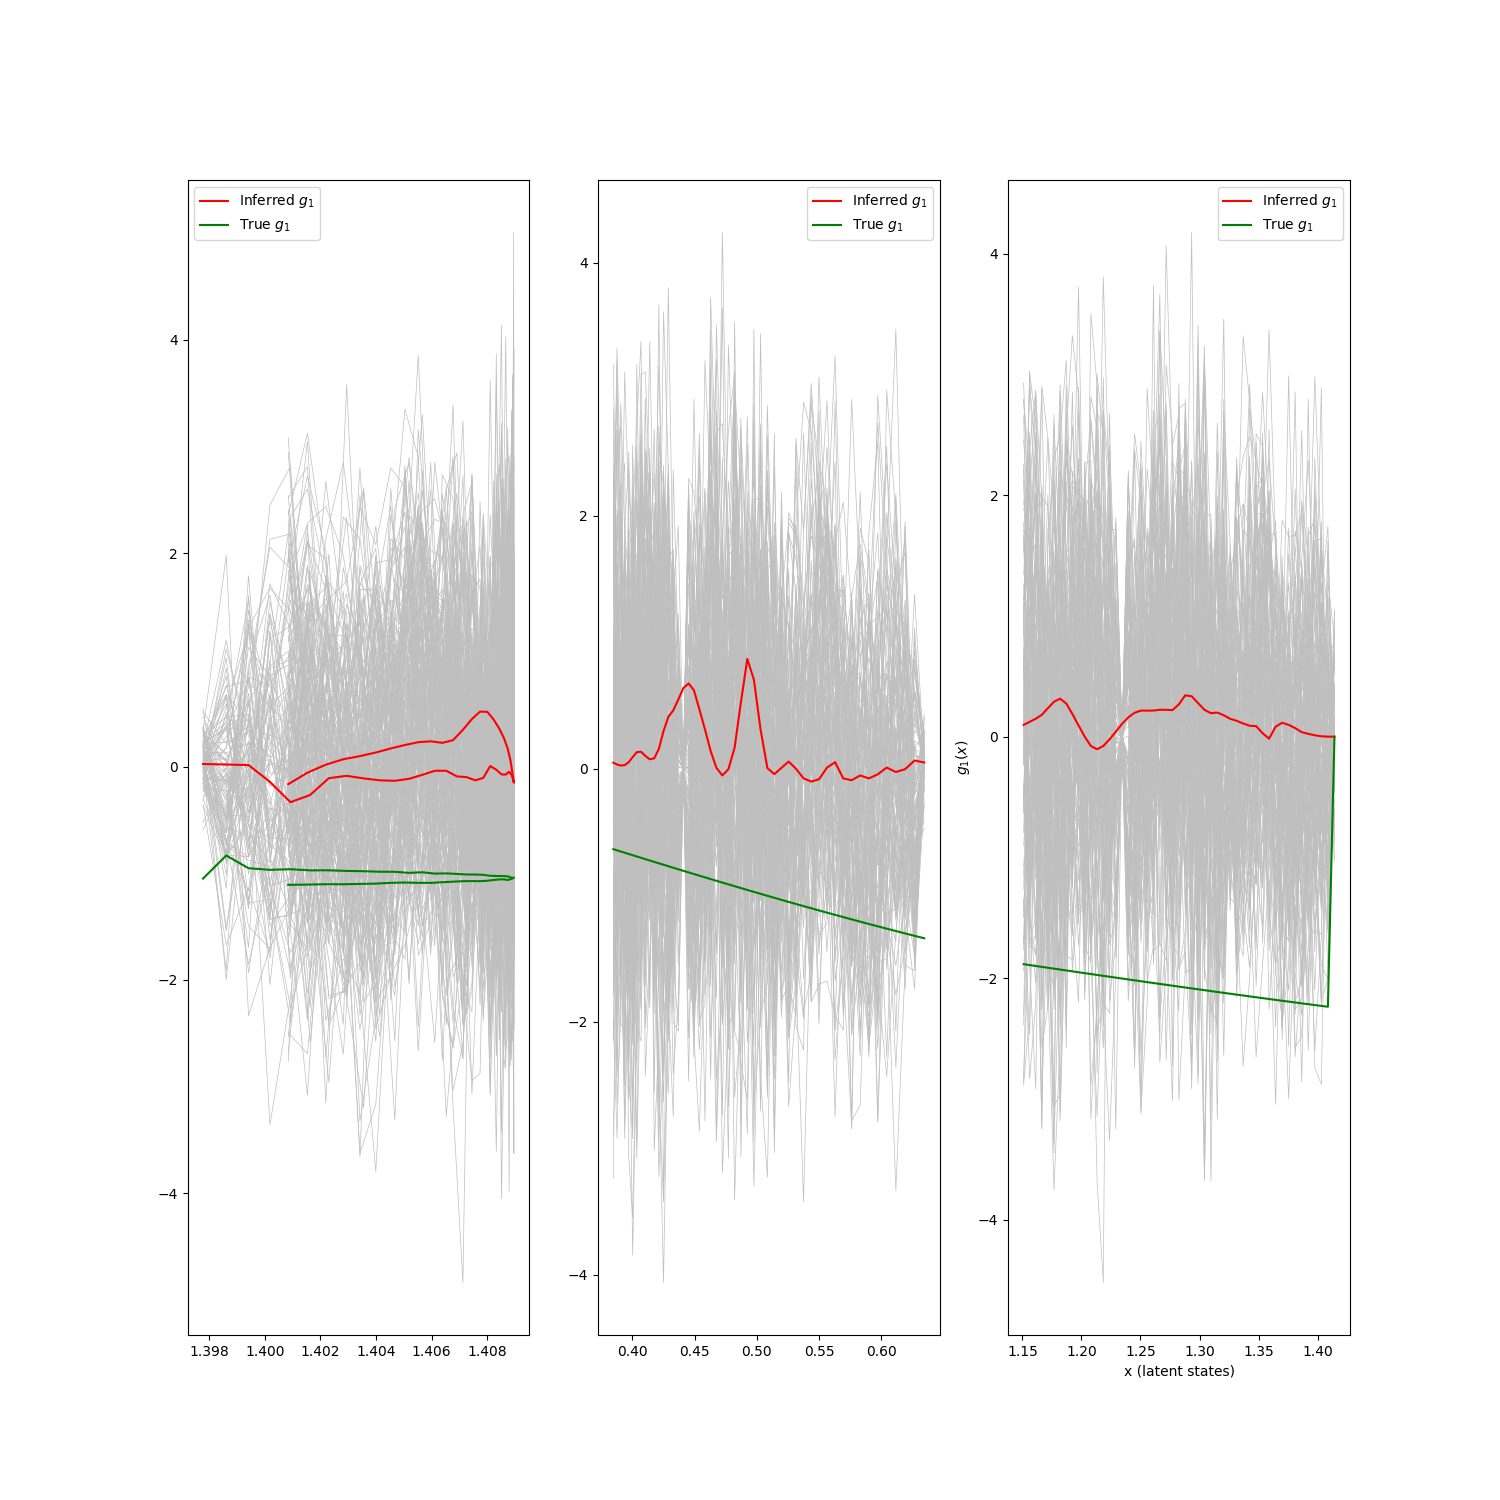 Inferred g₁
True g₁
4
2
0
−2
−4
1.398 1.400 1.402 1.404 1.406 1.408
Inferred g₁
True g₁
4
2
0
−2
−4
0.40 0.45 0.50 0.55 0.60
Inferred g₁
True g₁
g₁(x)
4
2
0
−2
−4
1.15 1.20 1.25 1.30 1.35 1.40
x (latent states)